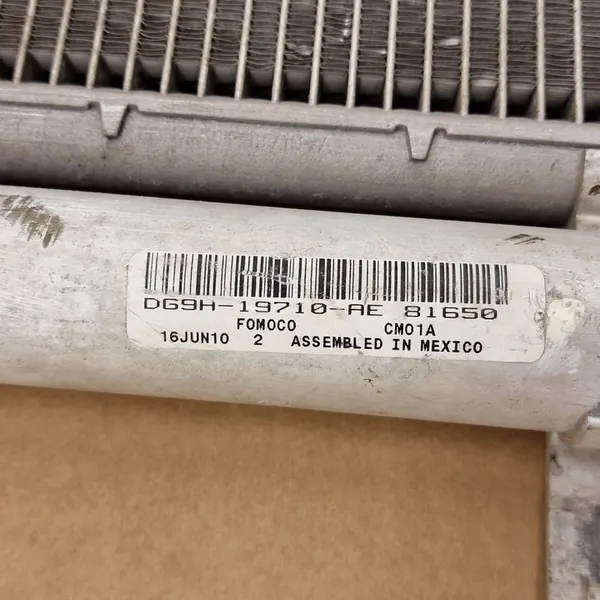 DG9H-19710-AE 81650
FOMOCO CM01A
16JUN10 2 ASSEMBLED IN MEXICO